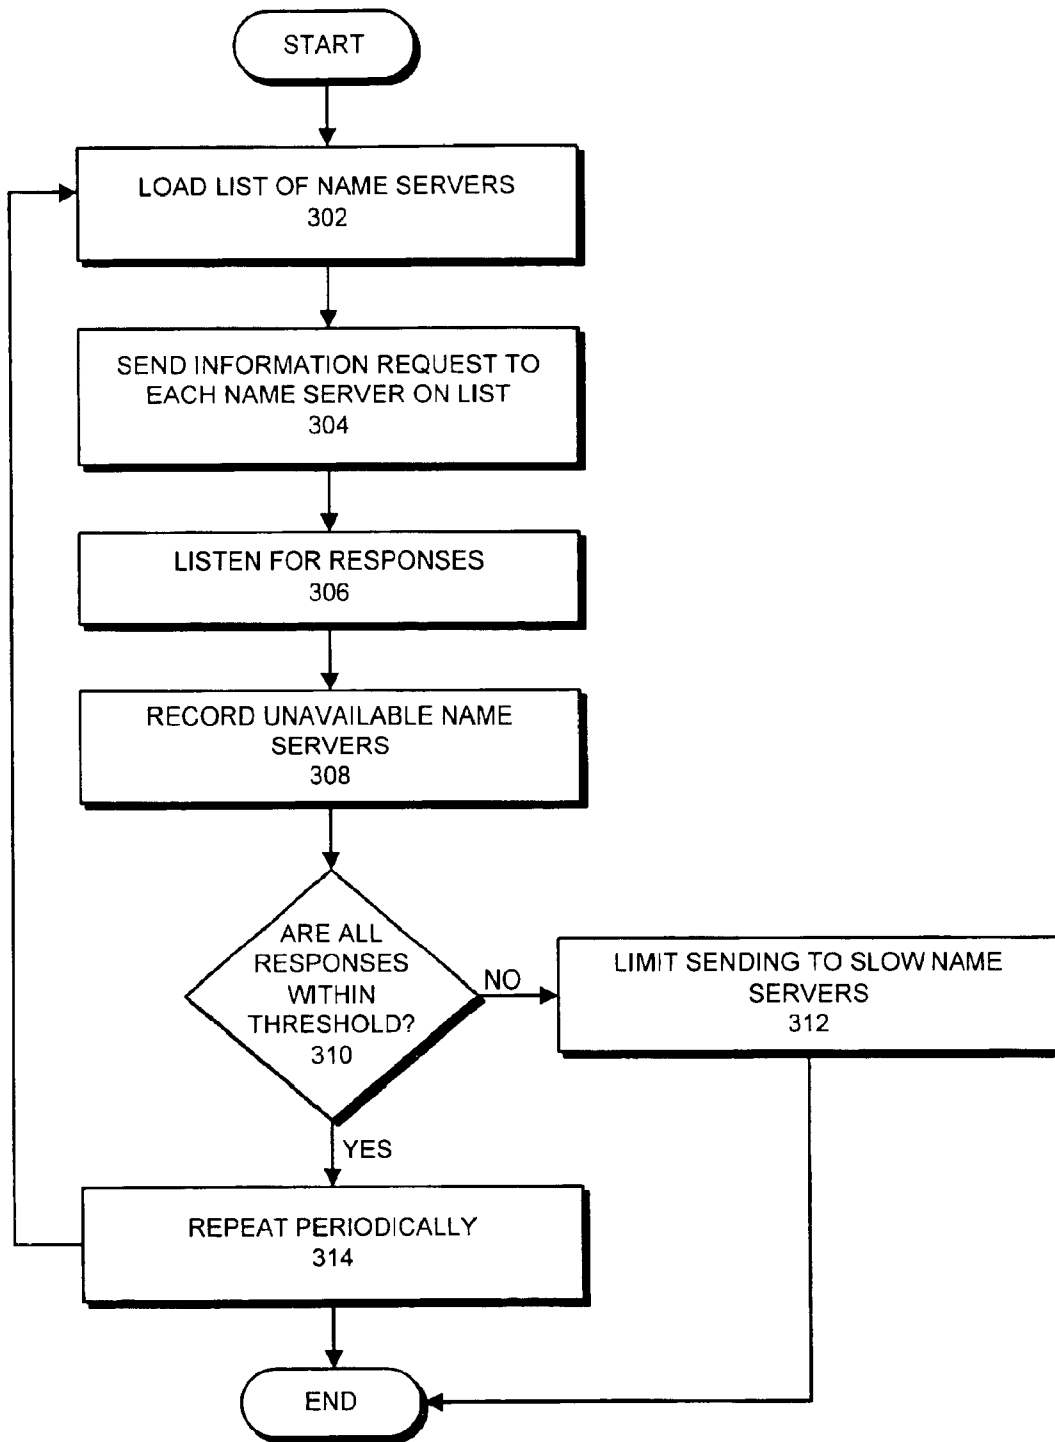 START
LOAD LIST OF NAME SERVERS
302
SEND INFORMATION REQUEST TO
EACH NAME SERVER ON LIST
304
LISTEN FOR RESPONSES
306
RECORD UNAVAILABLE NAME
SERVERS
308
ARE ALL
RESPONSES
WITHIN
THRESHOLD?
310
NO
LIMIT SENDING TO SLOW NAME
SERVERS
312
YES
REPEAT PERIODICALLY
314
END